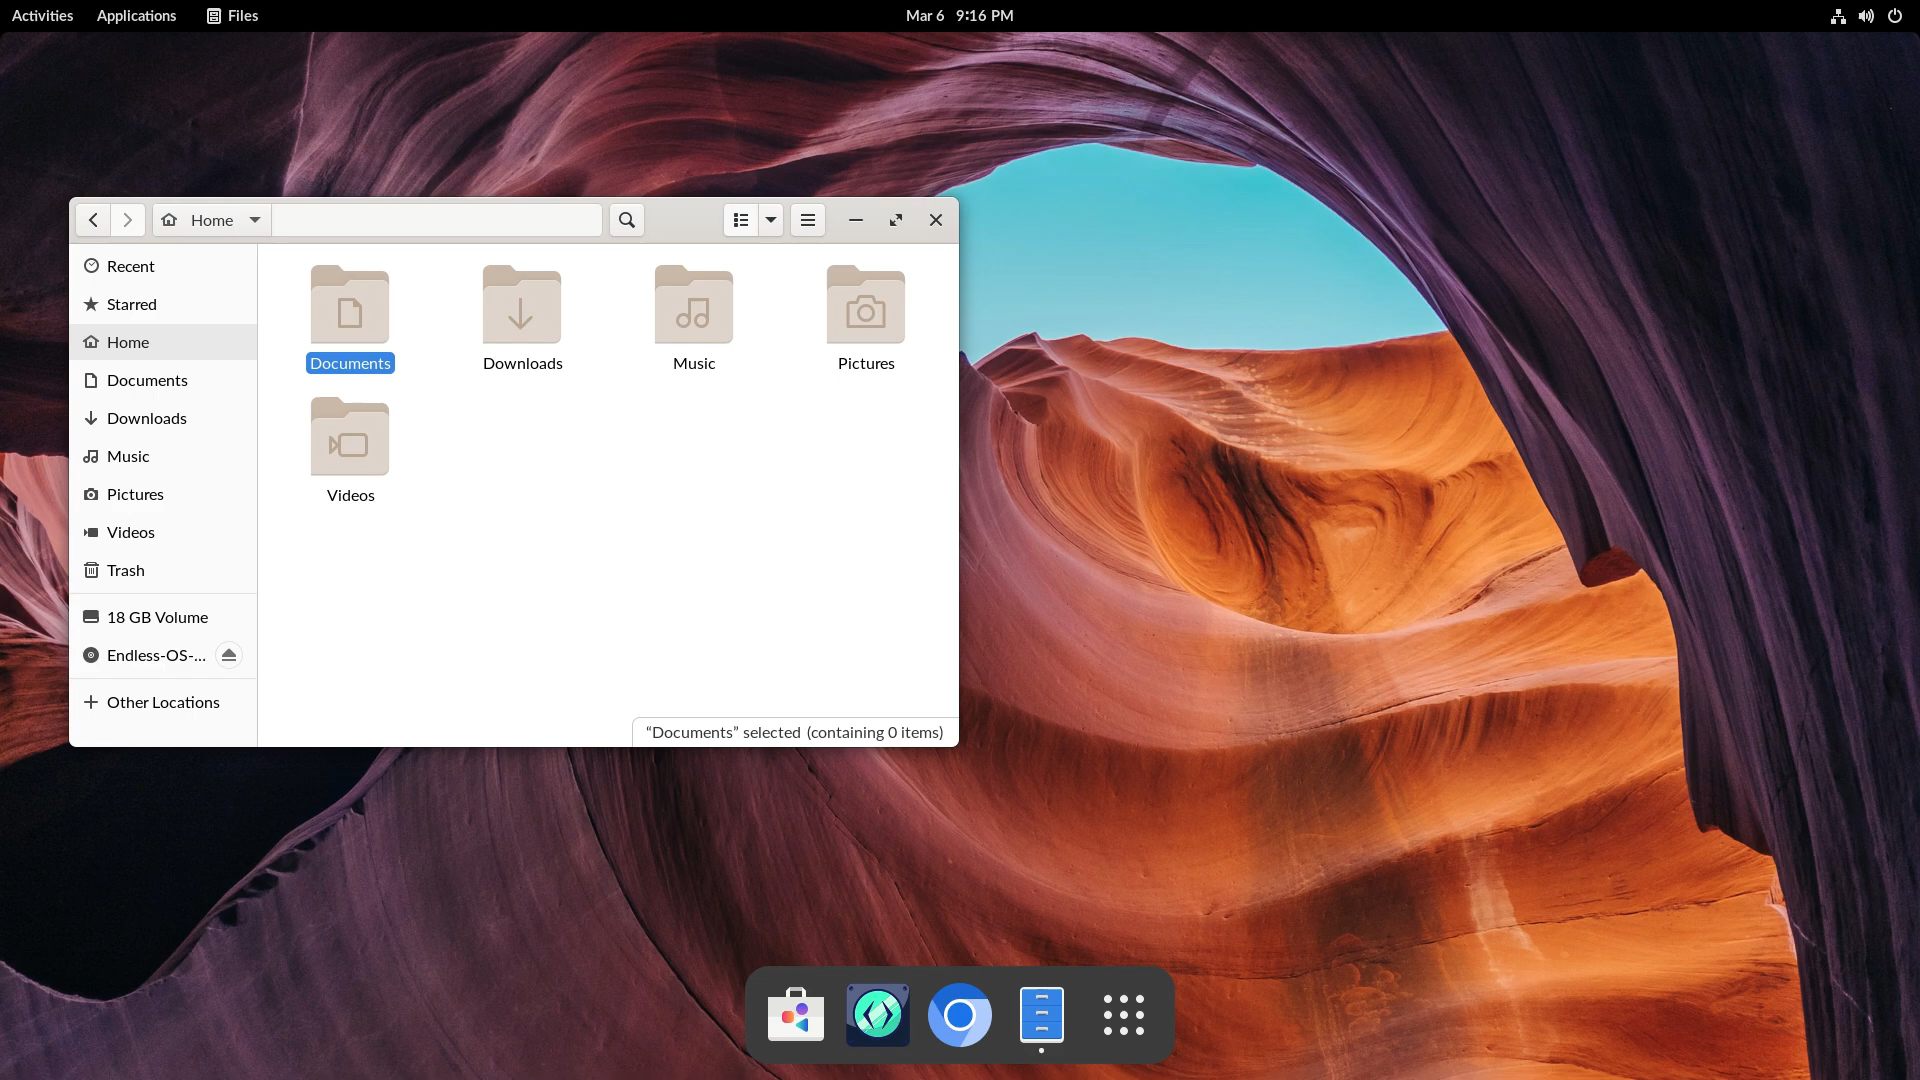 Activities Applications Files Mar 6 9:16 PM
Home
Recent
Starred
Home
Documents
Downloads
Music
Pictures
Videos
Trash
18 GB Volume
Endless-OS-...
Other Locations
Documents Downloads Music Pictures
Videos
“Documents” selected (containing 0 items)